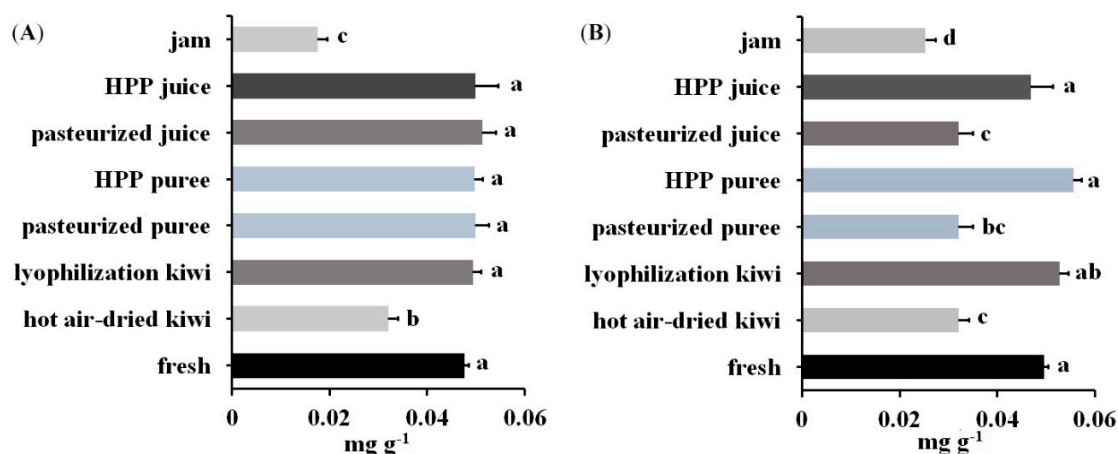 (A)
jam
c
HPP juice
a
pasteurized juice
a
HPP puree
a
pasteurized puree
a
lyophilization kiwi
a
hot air-dried kiwi
b
fresh
a
0 0.02 0.04 0.06
mg g⁻¹
(B)
jam
d
HPP juice
a
pasteurized juice
c
HPP puree
a
pasteurized puree
bc
lyophilization kiwi
ab
hot air-dried kiwi
c
fresh
a
0 0.02 0.04 0.06
mg g⁻¹